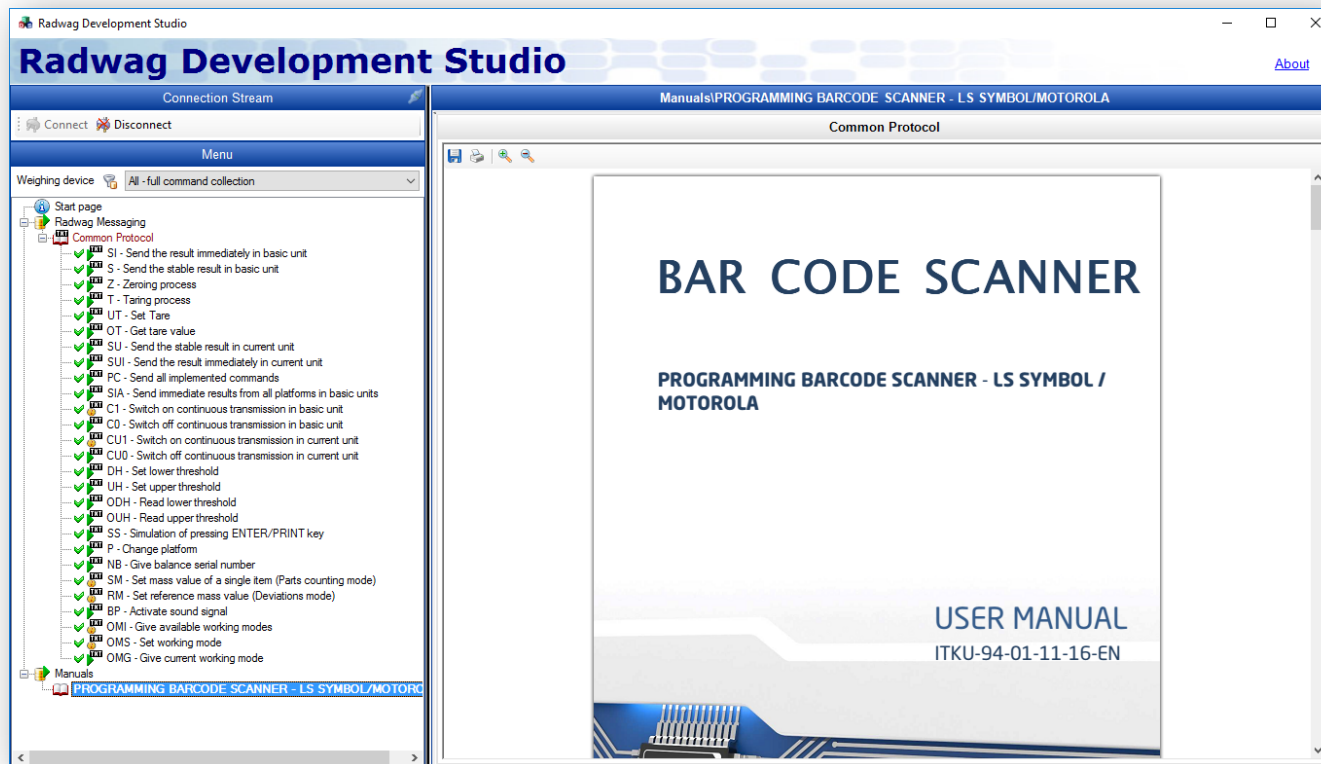 Radwag Development Studio
Radwag Development Studio
About
Connection Stream
Connect Disconnect
Menu
Weighing device All - full command collection
Start page
Radwag Messaging
Common Protocol
SI - Send the result immediately in basic unit
S - Send the stable result in basic unit
Z - Zeroing process
T - Taring process
UT - Set Tare
OT - Get tare value
SU - Send the stable result in current unit
SUI - Send the result immediately in current unit
PC - Send all implemented commands
SIA - Send immediate results from all platforms in basic units
C1 - Switch on continuous transmission in basic unit
C0 - Switch off continuous transmission in basic unit
CU1 - Switch on continuous transmission in current unit
CU0 - Switch off continuous transmission in current unit
DH - Set lower threshold
UH - Set upper threshold
ODH - Read lower threshold
OUH - Read upper threshold
SS - Simulation of pressing ENTER/PRINT key
P - Change platform
NB - Give balance serial number
SM - Set mass value of a single item (Parts counting mode)
RM - Set reference mass value (Deviations mode)
BP - Activate sound signal
OMI - Give available working modes
OMS - Set working mode
OMG - Give current working mode
Manuals
PROGRAMMING BARCODE SCANNER - LS SYMBOL/MOTORO
Manuals\PROGRAMMING BARCODE SCANNER - LS SYMBOL/MOTOROLA
Common Protocol
BAR CODE SCANNER
PROGRAMMING BARCODE SCANNER - LS SYMBOL /
MOTOROLA
USER MANUAL
ITKU-94-01-11-16-EN